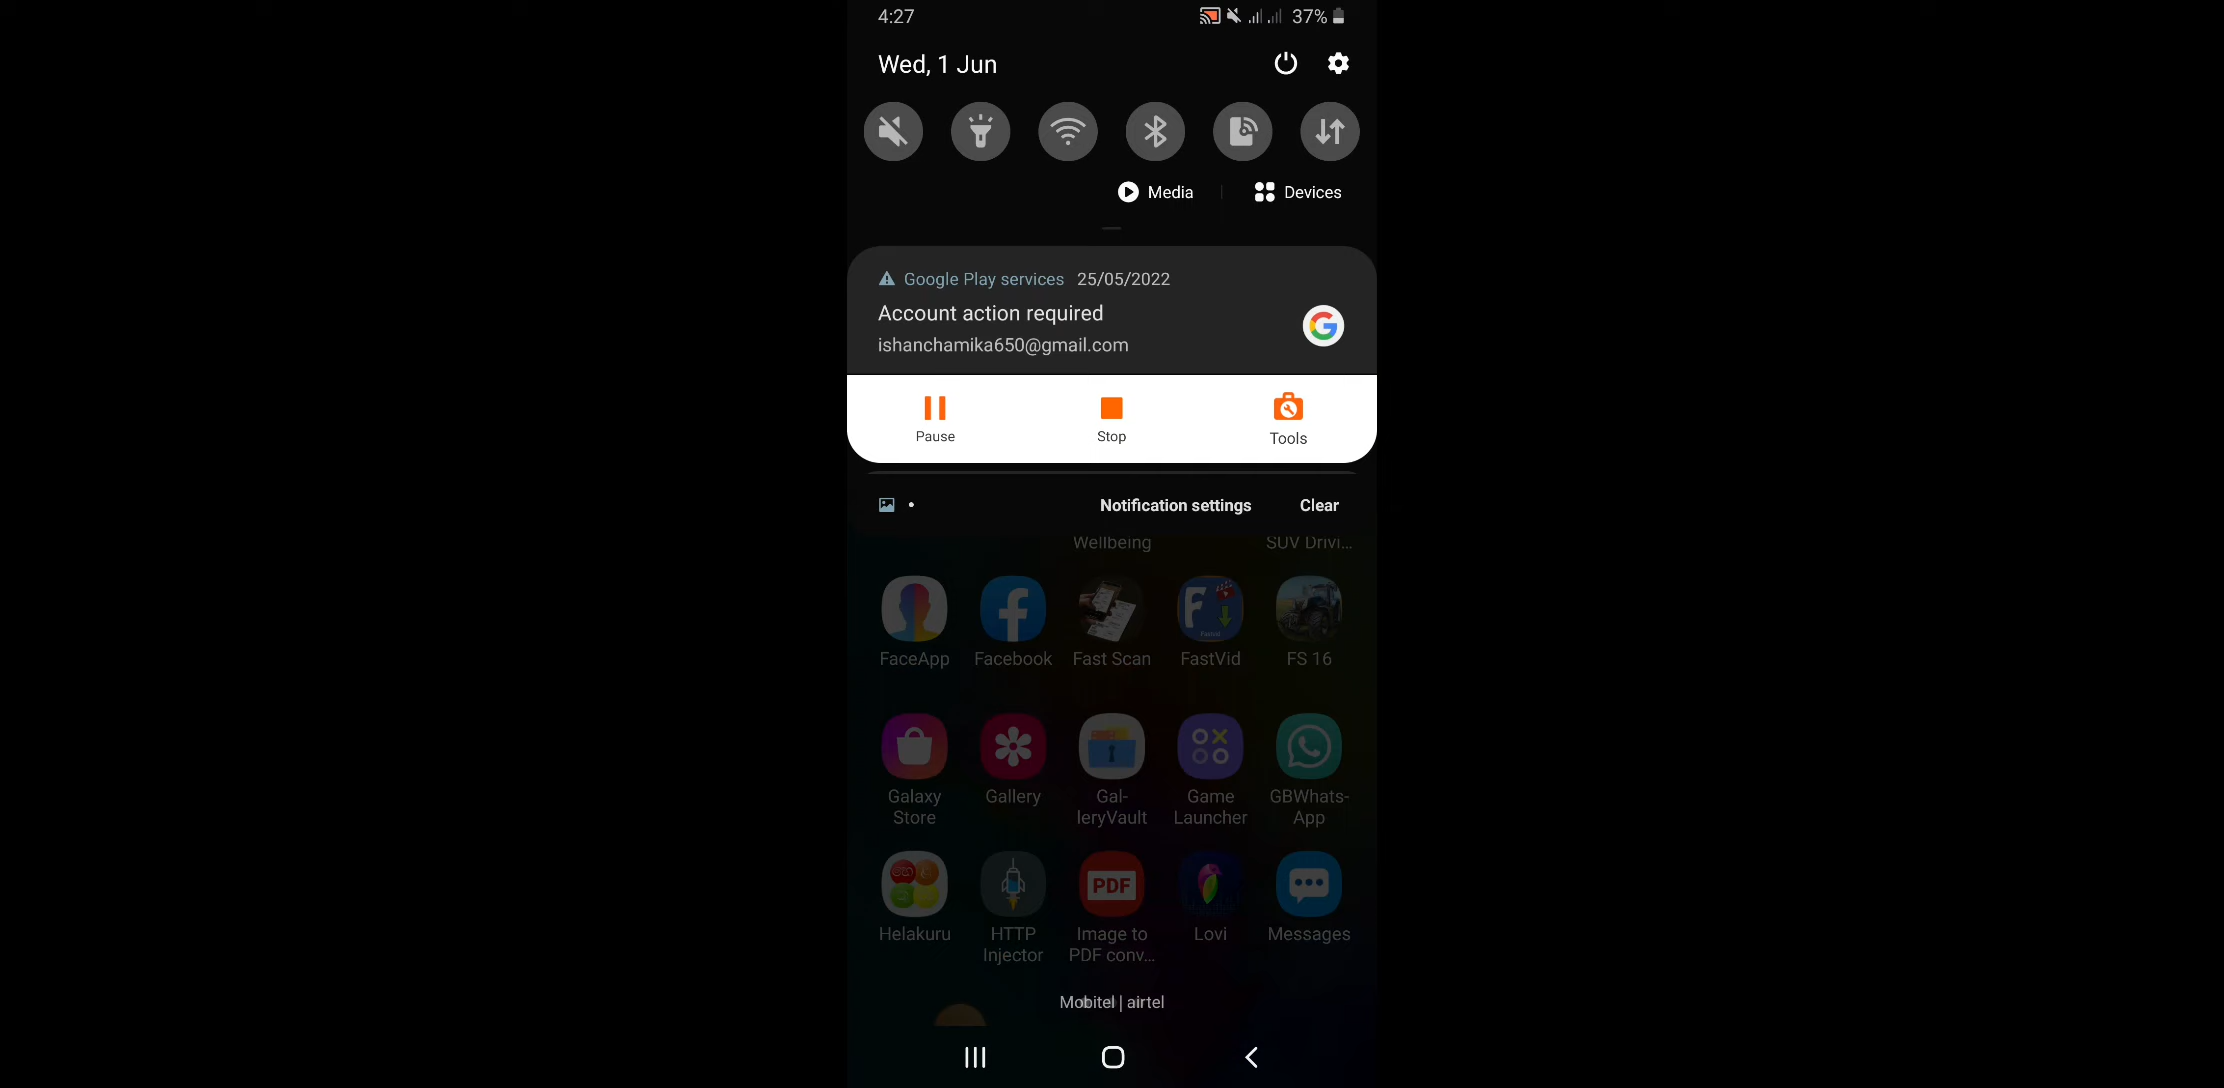 4:27
37%
Wed, 1 Jun
Media
Devices
Google Play services 25/05/2022
Account action required
ishanchamika650@gmail.com
Pause
Stop
Tools
Notification settings
Clear
Wellbeing
SUV Drivi...
FaceApp
Facebook
Fast Scan
FastVid
FS 16
Galaxy
Store
Gallery
Gal-
leryVault
Game
Launcher
GBWhats-
App
PDF
Helakuru
HTTP
Injector
Image to
PDF conv...
Lovi
Messages
Mobitel | airtel